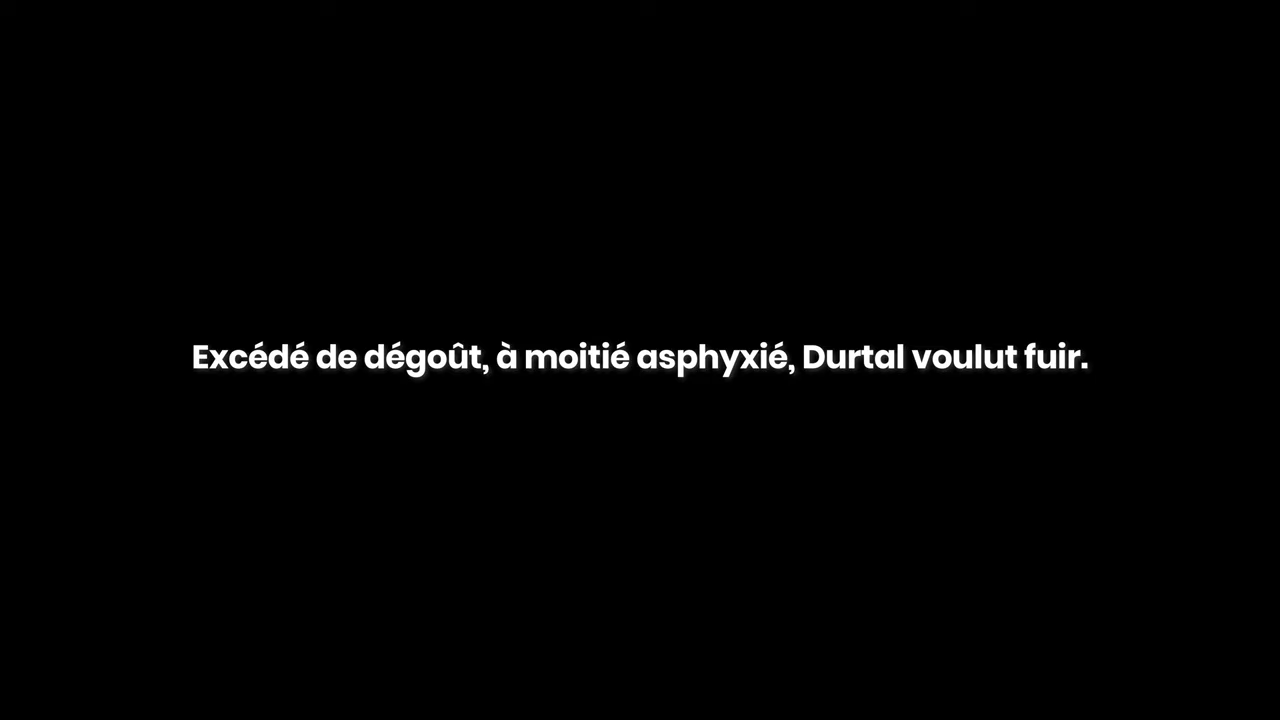 Excédé de dégoût, à moitié asphyxié, Durtal voulut fuir.